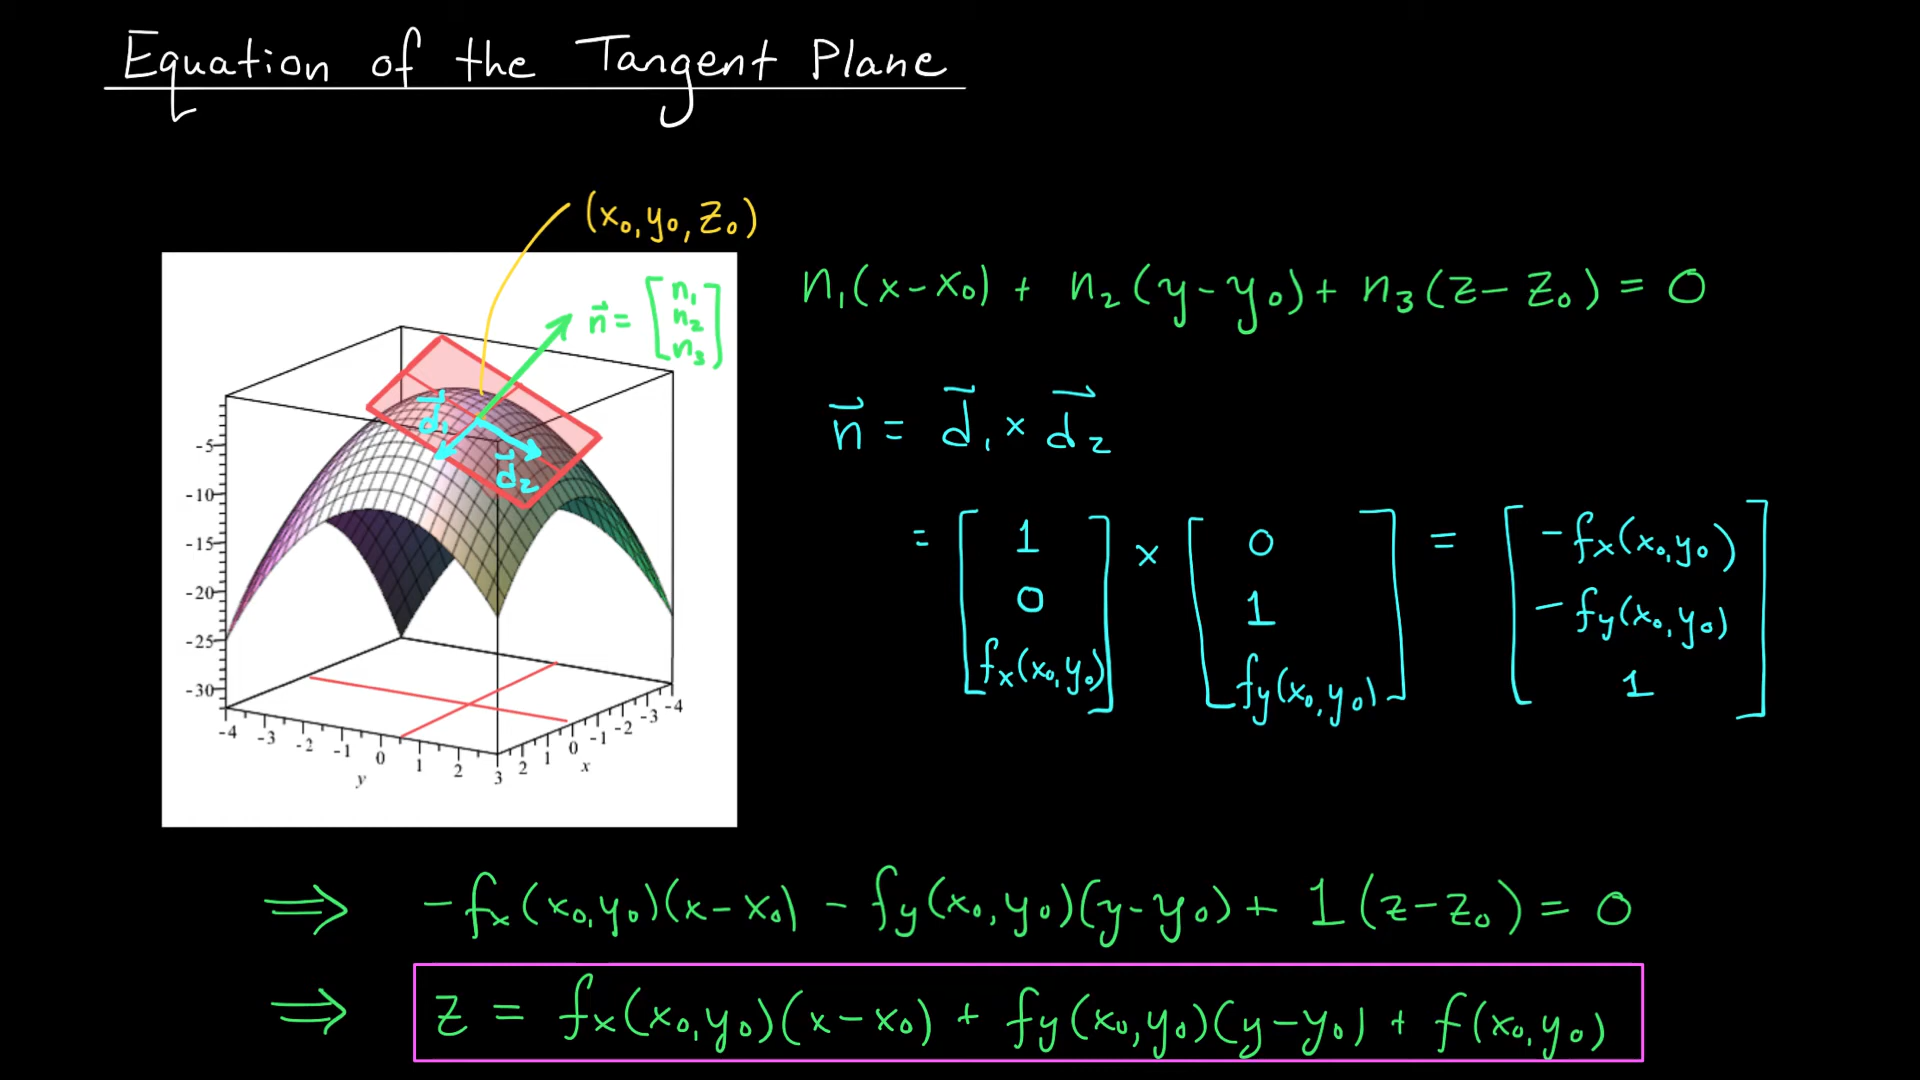 Equation of the Tangent Plane
(x₀, y₀, z₀)
n⃗ = [n₁ n₂ n₃]
n₁(x-x₀) + n₂(y-y₀) + n₃(z-z₀) = 0
d⃗₁
d⃗₂
n⃗ = d⃗₁ × d⃗₂
= [1 0 fx(x₀,y₀)] × [0 1 fy(x₀,y₀)] = [-fx(x₀,y₀) -fy(x₀,y₀) 1]
-5
-10
-15
-20
-25
-30
-4 -3 -2 -1 0 1 2 3
y
2 1 0 -1 -2 -3 -4
x
⟹ -fx(x₀,y₀)(x-x₀) - fy(x₀,y₀)(y-y₀) + 1(z-z₀) = 0
⟹ z = fx(x₀,y₀)(x-x₀) + fy(x₀,y₀)(y-y₀) + f(x₀,y₀)